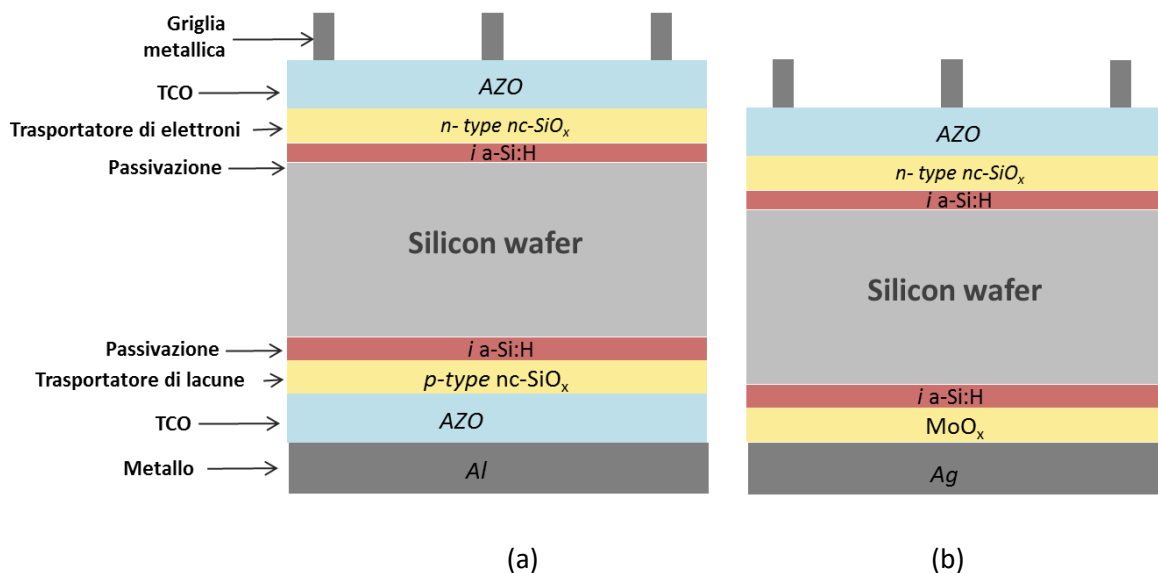 Griglia
metallica
TCO
Trasportatore di elettroni
Passivazione
Passivazione
Trasportatore di lacune
TCO
Metallo
AZO
n- type nc-SiOₓ
i a-Si:H
Silicon wafer
i a-Si:H
p-type nc-SiOₓ
AZO
Al
(a)
AZO
n- type nc-SiOₓ
i a-Si:H
Silicon wafer
i a-Si:H
MoOₓ
Ag
(b)